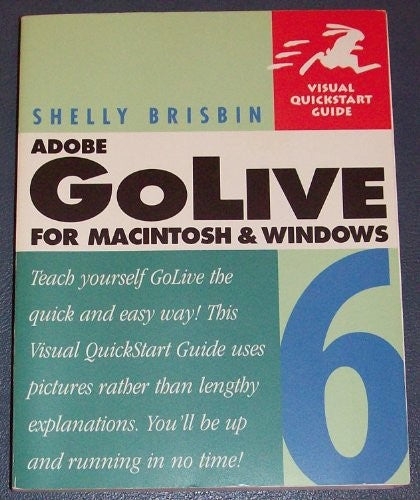 VISUAL
QUICKSTART
GUIDE
SHELLY BRISBIN
ADOBE
GOLIVE
FOR MACINTOSH & WINDOWS
6
Teach yourself GoLive the
quick and easy way! This
Visual QuickStart Guide uses
pictures rather than lengthy
explanations. You'll be up
and running in no time!